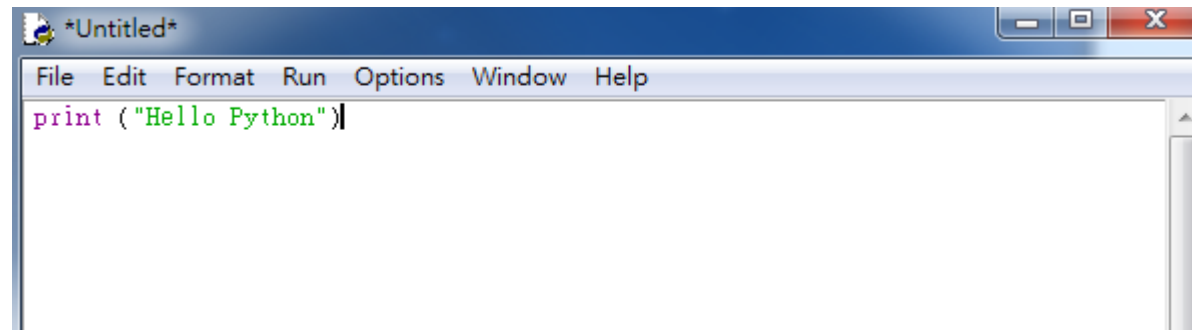 *Untitled*
File Edit Format Run Options Window Help
print ("Hello Python")